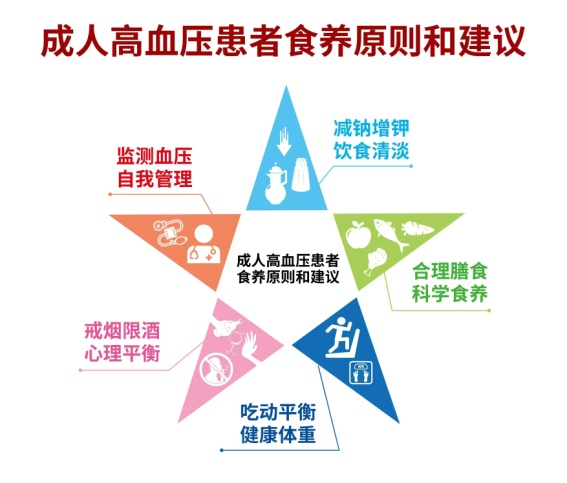 成人高血压患者食养原则和建议
减钠增钾
饮食清淡
监测血压
自我管理
成人高血压患者
食养原则和建议
合理膳食
科学食养
戒烟限酒
心理平衡
吃动平衡
健康体重